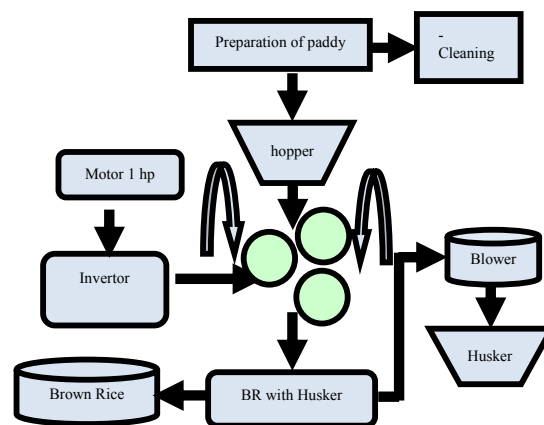 Preparation of paddy
-
Cleaning
hopper
Motor 1 hp
Invertor
Blower
Husker
Brown Rice
BR with Husker